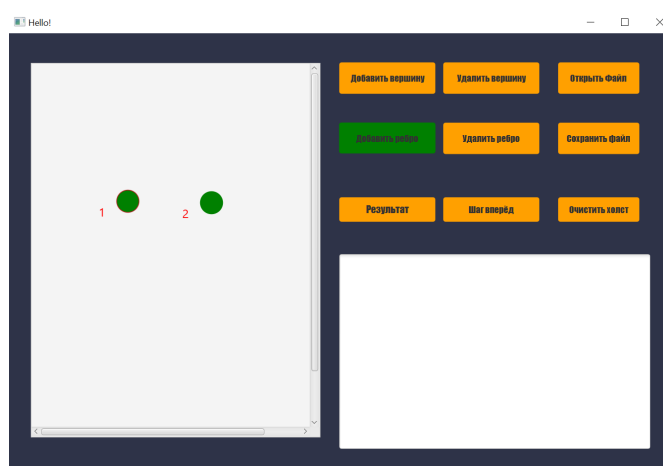 Hello!
Добавить вершину
Удалить вершину
Открыть Файл
Добавить ребро
Удалить ребро
Сохранить файл
1
2
Результат
Шаг вперёд
Очистить холст